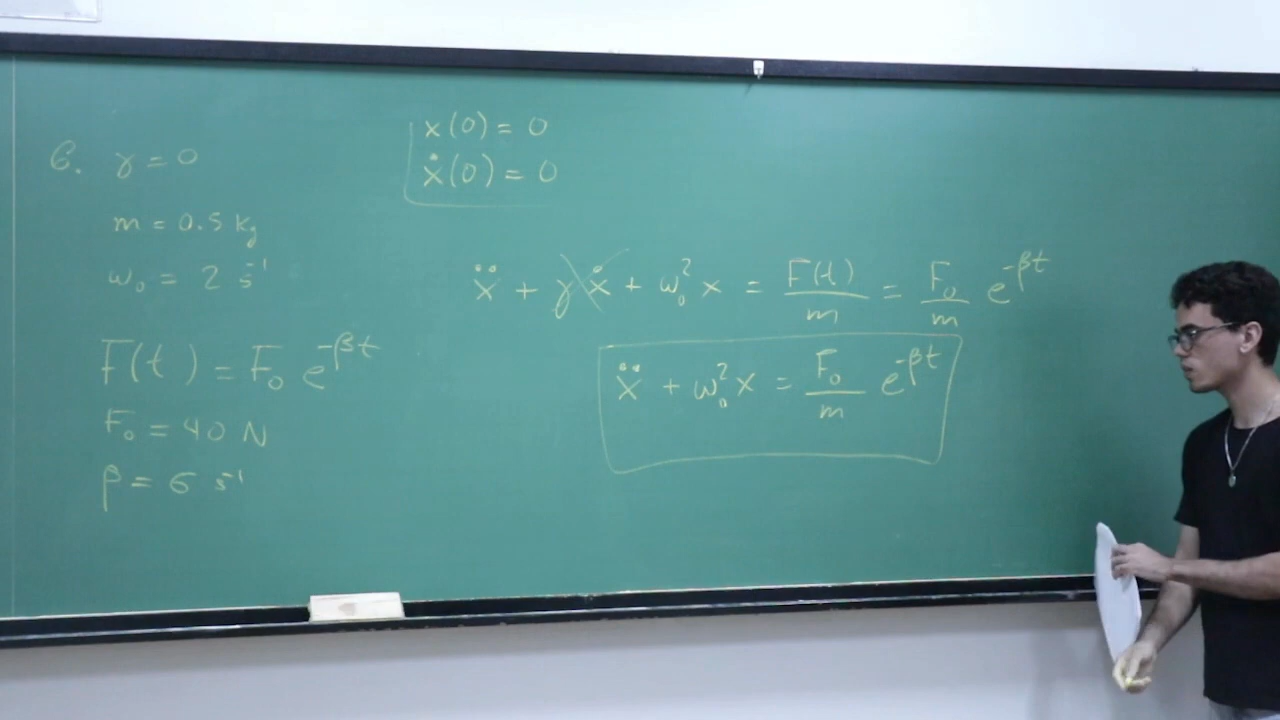 6. γ = 0
m = 0.5 kg
ω₀ = 2 s⁻¹
F(t) = F₀ e^{-βt}
F₀ = 40 N
β = 6 s⁻¹
x(0) = 0
ẋ(0) = 0
ẍ + γẋ + ω₀² x = F(t)/m = F₀/m e^{-βt}
ẍ + ω₀² x = F₀/m e^{-βt}